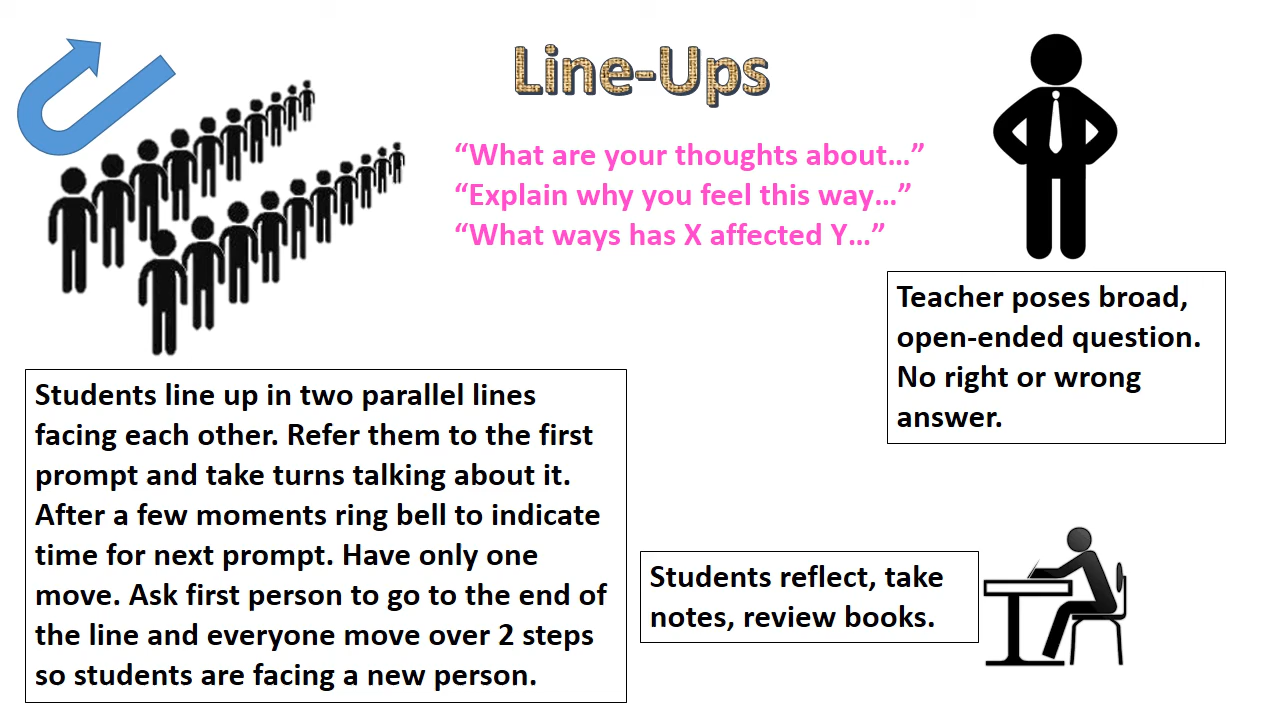 Line-Ups
“What are your thoughts about…”
“Explain why you feel this way…”
“What ways has X affected Y…”
Teacher poses broad,
open-ended question.
No right or wrong
answer.
Students line up in two parallel lines
facing each other. Refer them to the first
prompt and take turns talking about it.
After a few moments ring bell to indicate
time for next prompt. Have only one
move. Ask first person to go to the end of
the line and everyone move over 2 steps
so students are facing a new person.
Students reflect, take
notes, review books.